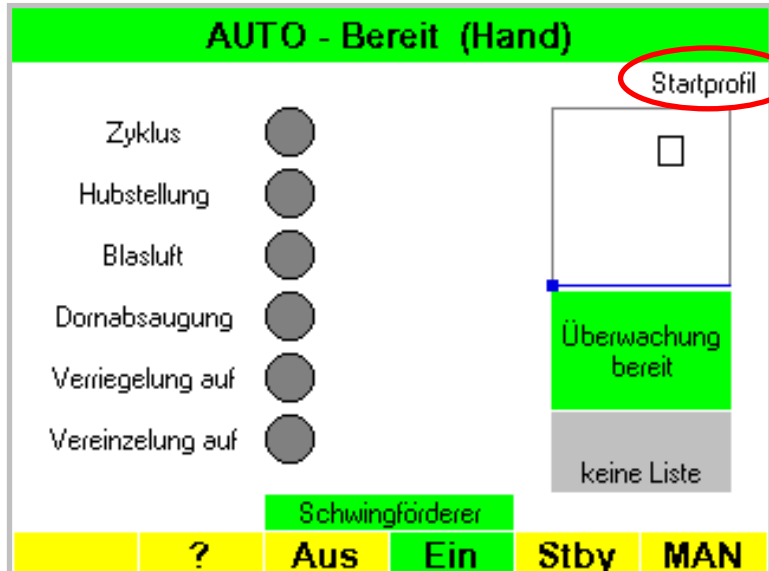 AUTO - Bereit (Hand)
Startprofil
Zyklus
Hubstellung
Blasluft
Dornabsaugung
Verriegelung auf
Vereinzelung auf
Überwachung
bereit
keine Liste
Schwingförderer
? Aus Ein Stby MAN